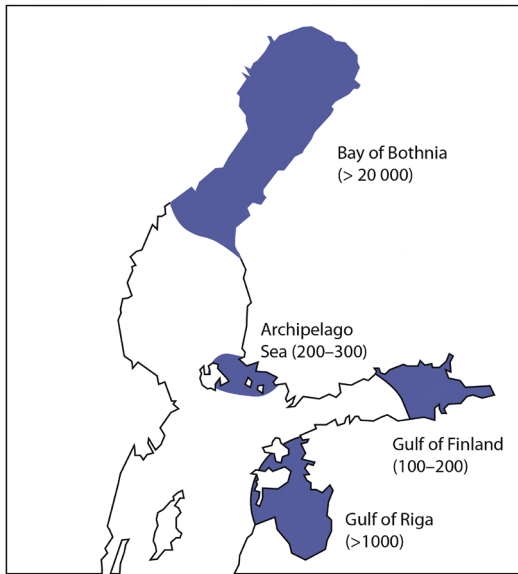 Bay of Bothnia
(> 20 000)
Archipelago
Sea (200–300)
Gulf of Finland
(100–200)
Gulf of Riga
(>1000)